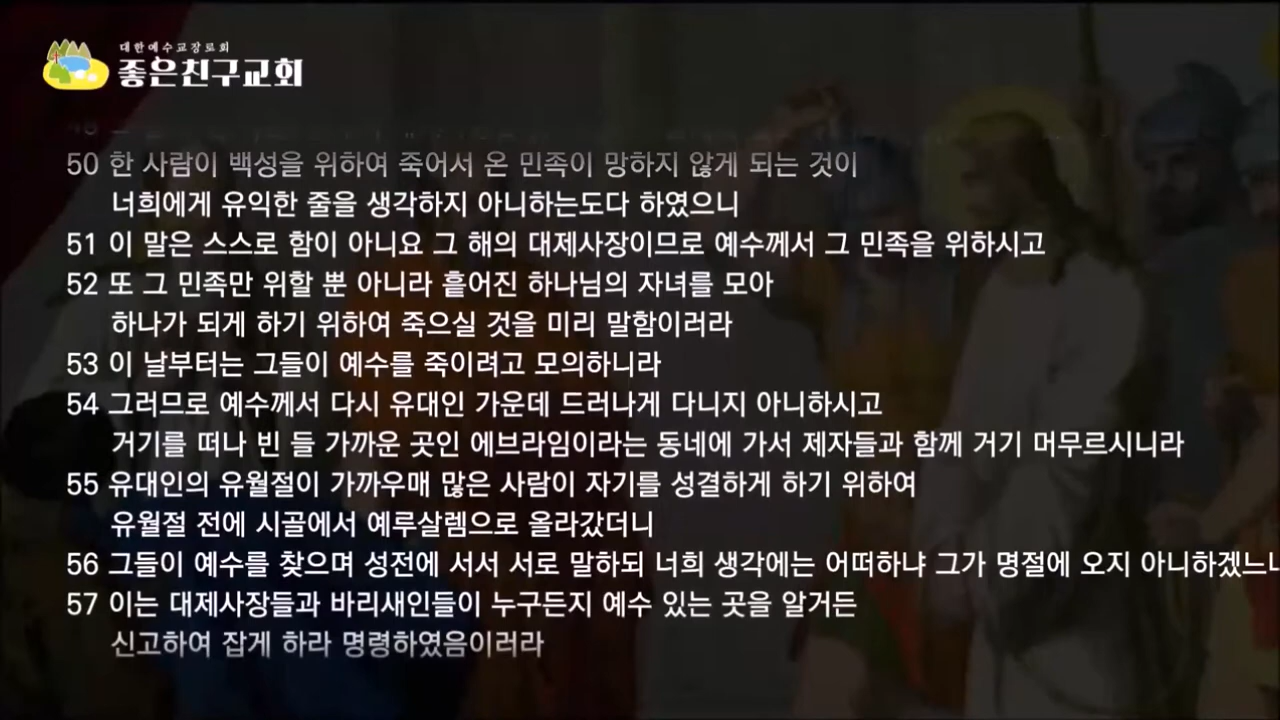 대한예수교장로회
좋은친구교회
50 한 사람이 백성을 위하여 죽어서 온 민족이 망하지 않게 되는 것이
너희에게 유익한 줄을 생각하지 아니하는도다 하였으니
51 이 말은 스스로 함이 아니요 그 해의 대제사장이므로 예수께서 그 민족을 위하시고
52 또 그 민족만 위할 뿐 아니라 흩어진 하나님의 자녀를 모아
하나가 되게 하기 위하여 죽으실 것을 미리 말함이러라
53 이 날부터는 그들이 예수를 죽이려고 모의하니라
54 그러므로 예수께서 다시 유대인 가운데 드러나게 다니지 아니하시고
거기를 떠나 빈 들 가까운 곳인 에브라임이라는 동네에 가서 제자들과 함께 거기 머무르시니라
55 유대인의 유월절이 가까우매 많은 사람이 자기를 성결하게 하기 위하여
유월절 전에 시골에서 예루살렘으로 올라갔더니
56 그들이 예수를 찾으며 성전에 서서 서로 말하되 너희 생각에는 어떠하냐 그가 명절에 오지 아니하겠느냐
57 이는 대제사장들과 바리새인들이 누구든지 예수 있는 곳을 알거든
신고하여 잡게 하라 명령하였음이러라